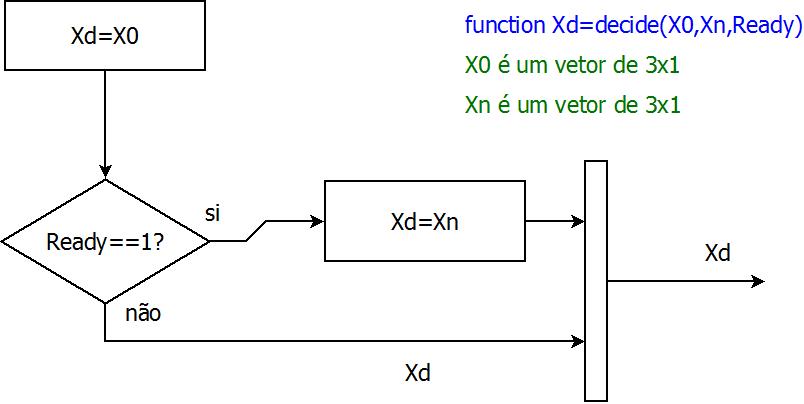 Xd=X0
function Xd=decide(X0,Xn,Ready)
X0 é um vetor de 3x1
Xn é um vetor de 3x1
Ready==1?
si
Xd=Xn
Xd
não
Xd